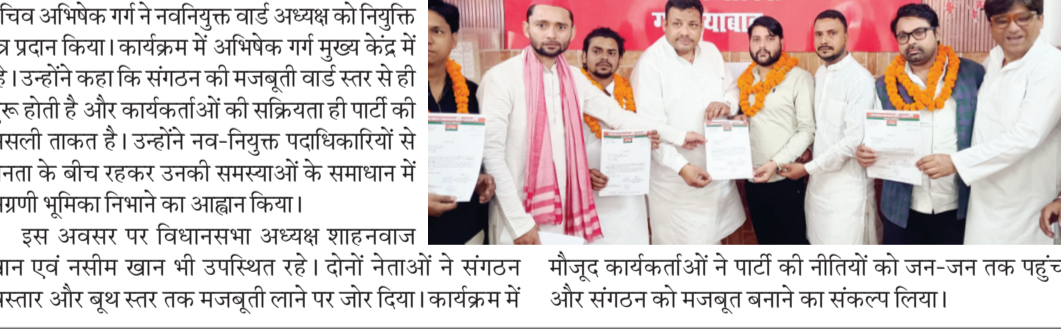 चिव अभिषेक गर्ग ने नवनियुक्त वार्ड अध्यक्ष को नियुक्ति
त्र प्रदान किया। कार्यक्रम में अभिषेक गर्ग मुख्य केंद्र में
हे। उन्होंने कहा कि संगठन की मजबूती वार्ड स्तर से ही
रू होती है और कार्यकर्ताओं की सक्रियता ही पार्टी की
सली ताकत है। उन्होंने नव-नियुक्त पदाधिकारियों से
नता के बीच रहकर उनकी समस्याओं के समाधान में
ग्रणी भूमिका निभाने का आह्वान किया।
इस अवसर पर विधानसभा अध्यक्ष शाहनवाज
ान एवं नसीम खान भी उपस्थित रहे। दोनों नेताओं ने संगठन
स्तार और बूथ स्तर तक मजबूती लाने पर जोर दिया। कार्यक्रम में
मौजूद कार्यकर्ताओं ने पार्टी की नीतियों को जन-जन तक पहुंच
और संगठन को मजबूत बनाने का संकल्प लिया।